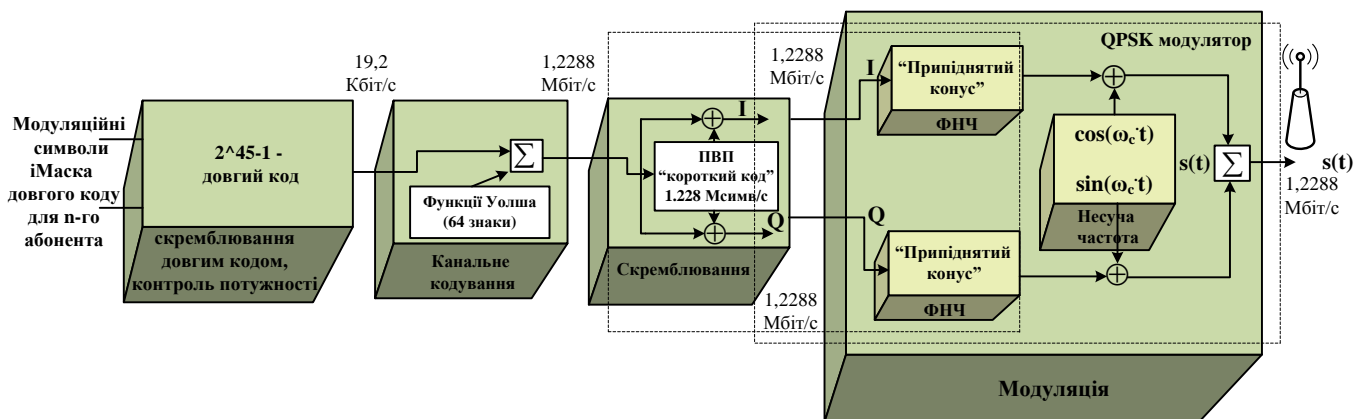 Модуляційні
символи
іМаска
довгого коду
для n-го
абонента
2^45-1 -
довгий код
скремблювання
довгим кодом,
контроль потужності
19,2
Кбіт/с
Σ
Функції Уолша
(64 знаки)
Канальне
кодування
1,2288
Мбіт/с
I
ПВП
“короткий код”
1.228 Мсимв/с
Q
Скремблювання
1,2288
Мбіт/с
1,2288
Мбіт/с
QPSK модулятор
I
“Припіднятий
конус”
ФНЧ
Q
“Припіднятий
конус”
ФНЧ
cos(ωc·t)
sin(ωc·t)
Несуча
частота
s(t)
Σ
s(t)
1,2288
Мбіт/с
Модуляція